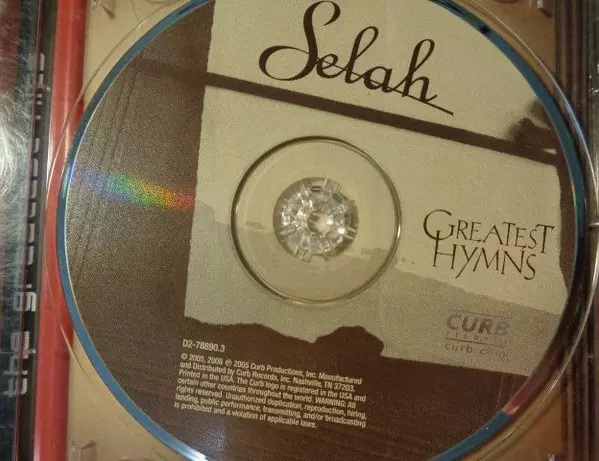 Selah
GREATEST
HYMNS
CURB
curb.com
D2-78890.3
© 2005, 2008 ℗ 2005 Curb Productions, Inc. Manufactured
and Distributed by Curb Records, Inc. Nashville, TN 37203.
Printed in the USA. The Curb logo is registered in the USA and
certain other countries throughout the world. WARNING: All
rights reserved. Unauthorized duplication, reproduction, hiring,
lending, public performance, transmitting, and/or broadcasting
is prohibited and a violation of applicable laws.